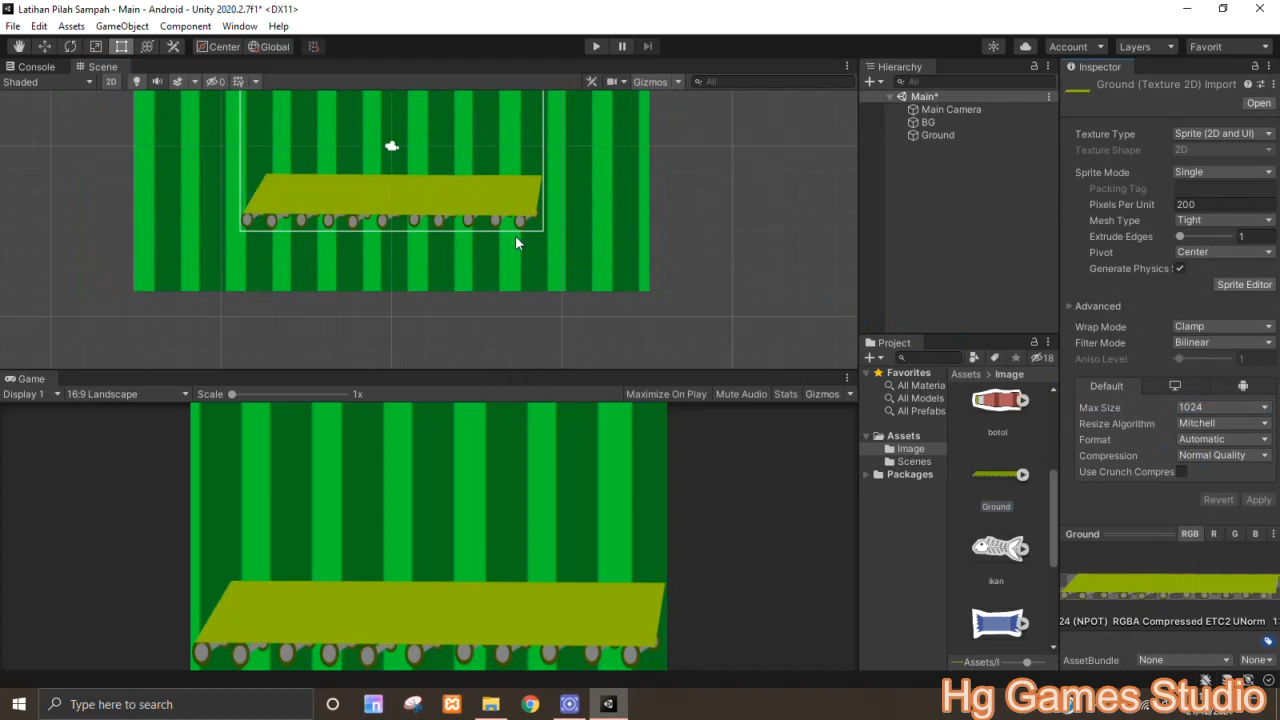 Latihan Pilah Sampah - Main - Android - Unity 2020.2.7f1* <DX11>
File Edit Assets GameObject Component Window Help
Center Global Account Layers Favorit
Console Scene
Shaded 2D 0 Gizmos All
Game
Display 1 16:9 Landscape Scale 1x Maximize On Play Mute Audio Stats Gizmos
Hierarchy
All
Main*
Main Camera
BG
Ground
Project
18
Favorites
All Materia
All Models
All Prefabs
Assets
Image
Scenes
Packages
Assets Image
botol
Ground
ikan
Assets/I
Inspector
Ground (Texture 2D) Import
Open
Texture Type Sprite (2D and UI)
Texture Shape 2D
Sprite Mode Single
Packing Tag
Pixels Per Unit 200
Mesh Type Tight
Extrude Edges 1
Pivot Center
Generate Physics
Sprite Editor
Advanced
Wrap Mode Clamp
Filter Mode Bilinear
Aniso Level 1
Default
Max Size 1024
Resize Algorithm Mitchell
Format Automatic
Compression Normal Quality
Use Crunch Compres
Revert Apply
Ground RGB R G B
24 (NPOT) RGBA Compressed ETC2 UNorm
AssetBundle None None
Type here to search
Hg Games Studio